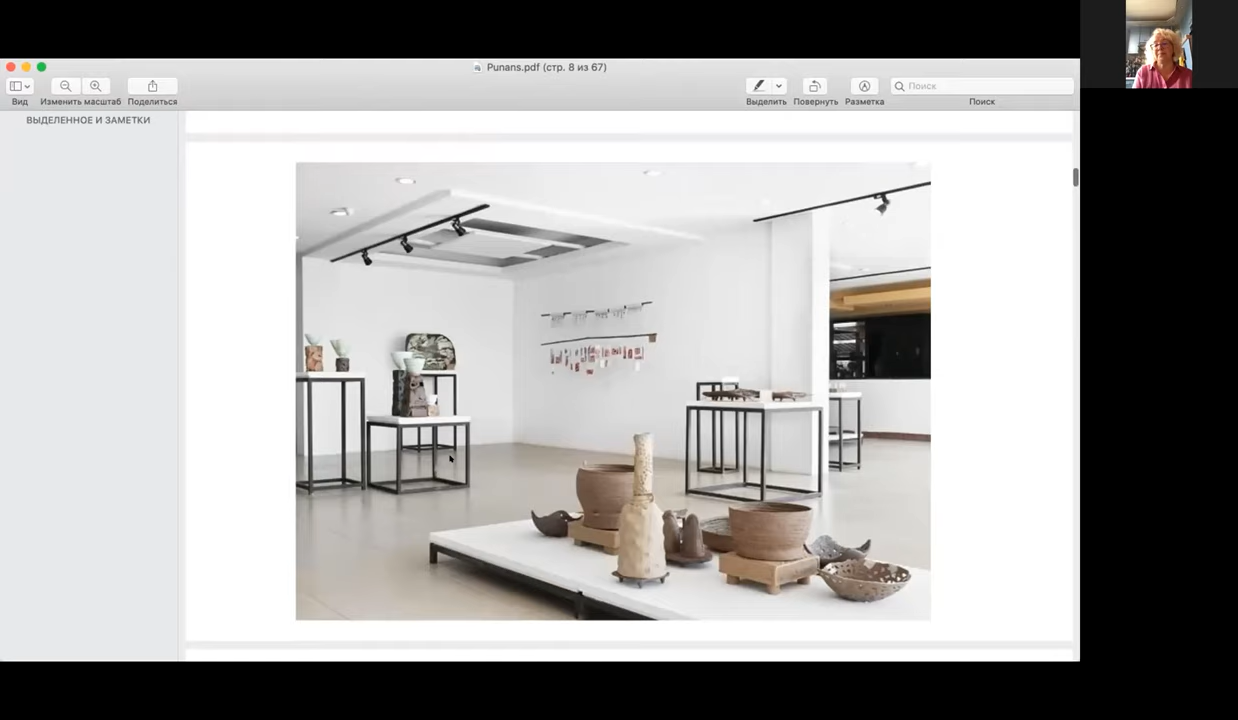 Punans.pdf (стр. 8 из 67)
Поиск
Вид
Изменить масштаб
Поделиться
Выделить
Повернуть
Разметка
Поиск
ВЫДЕЛЕННОЕ И ЗАМЕТКИ